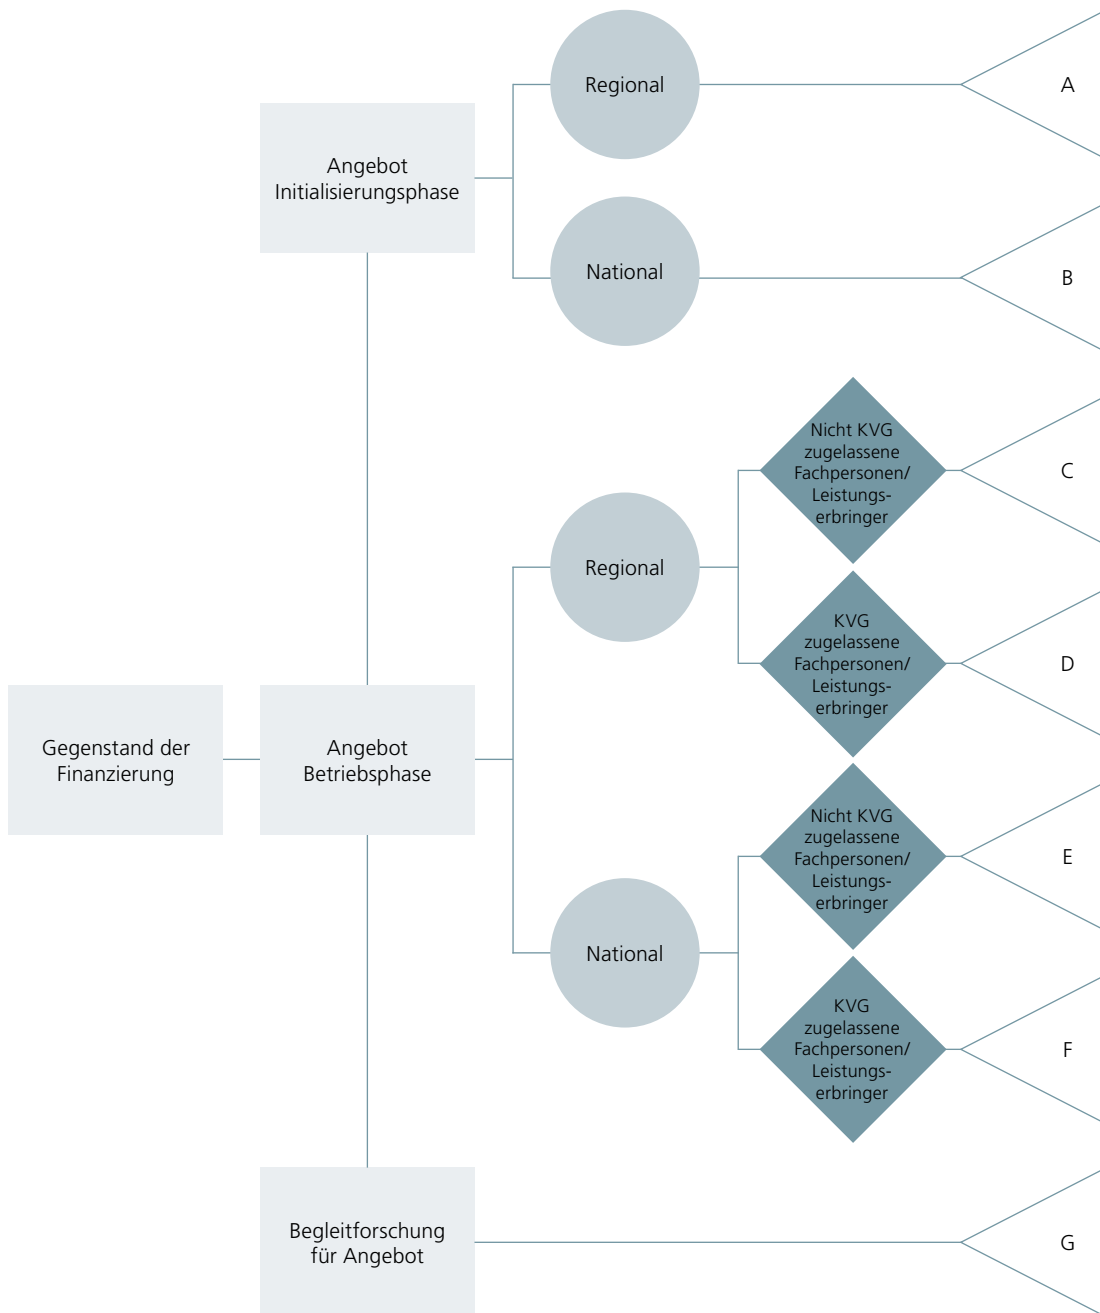 Regional
A
Angebot
Initialisierungsphase
National
B
Nicht KVG
zugelassene
Fachpersonen/
Leistungs-
erbringer
C
Regional
KVG
zugelassene
Fachpersonen/
Leistungs-
erbringer
D
Gegenstand der
Finanzierung
Angebot
Betriebsphase
Nicht KVG
zugelassene
Fachpersonen/
Leistungs-
erbringer
E
National
KVG
zugelassene
Fachpersonen/
Leistungs-
erbringer
F
Begleitforschung
für Angebot
G